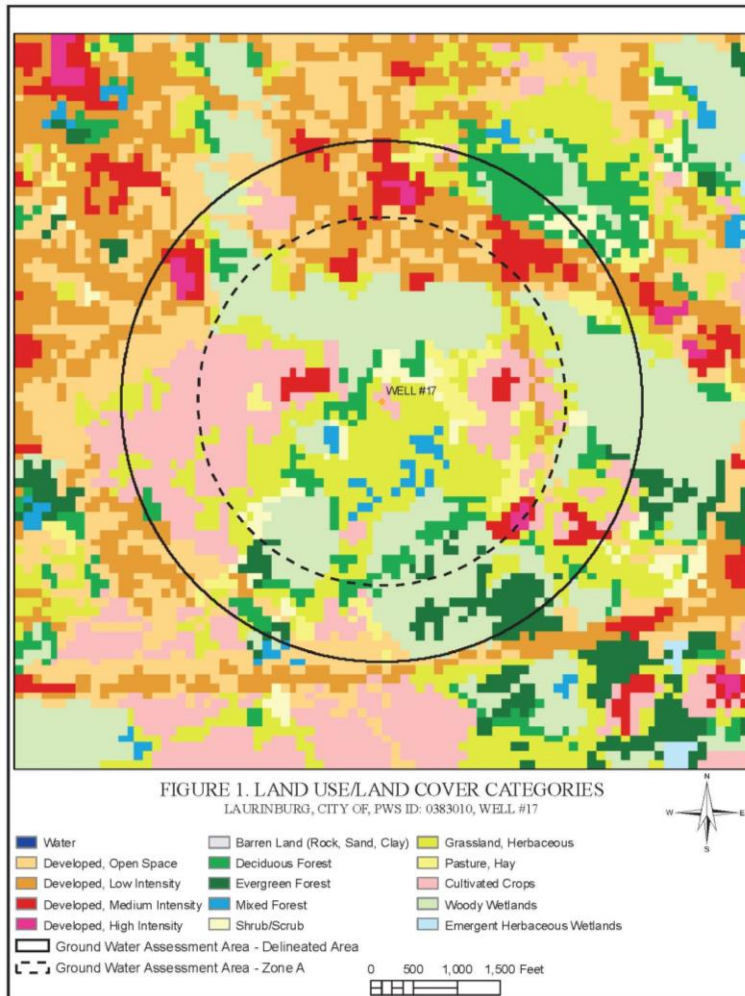 WELL #17
FIGURE 1. LAND USE/LAND COVER CATEGORIES
LAURINBURG, CITY OF, PWS ID: 0383010, WELL #17
N
W
E
S
Water
Developed, Open Space
Developed, Low Intensity
Developed, Medium Intensity
Developed, High Intensity
Barren Land (Rock, Sand, Clay)
Deciduous Forest
Evergreen Forest
Mixed Forest
Shrub/Scrub
Grassland, Herbaceous
Pasture, Hay
Cultivated Crops
Woody Wetlands
Emergent Herbaceous Wetlands
Ground Water Assessment Area - Delineated Area
Ground Water Assessment Area - Zone A
0 500 1,000 1,500 Feet